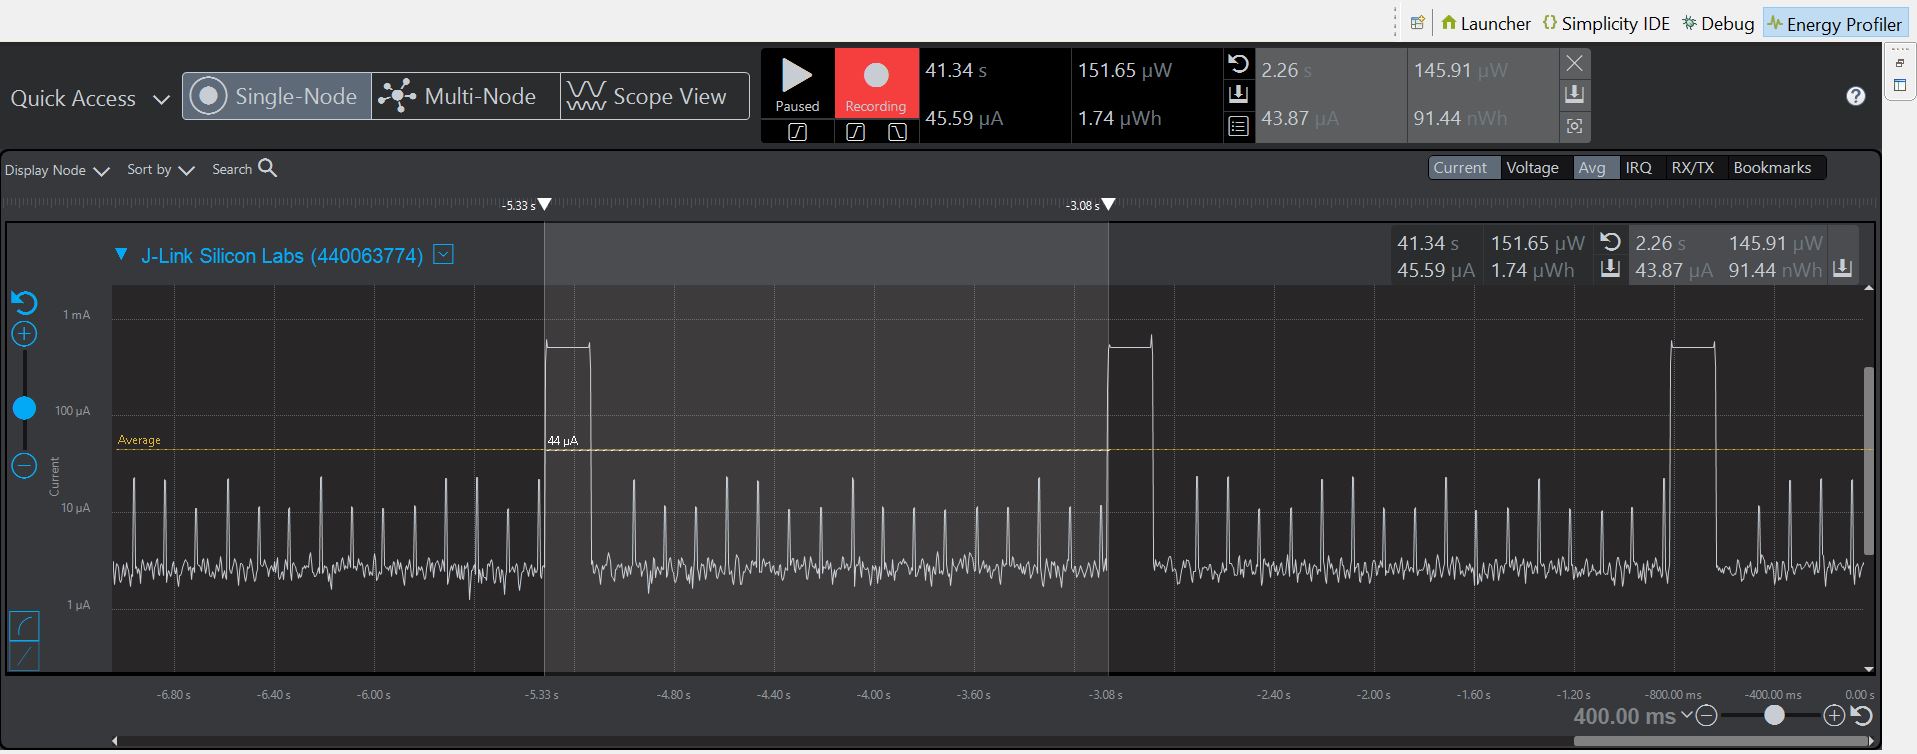 Launcher Simplicity IDE Debug Energy Profiler
Quick Access Single-Node Multi-Node Scope View
Paused Recording
41.34 s 151.65 µW 2.26 s 145.91 µW
45.59 µA 1.74 µWh 43.87 µA 91.44 nWh
Display Node Sort by Search
Current Voltage Avg IRQ RX/TX Bookmarks
-5.33 s -3.08 s
J-Link Silicon Labs (440063774)
41.34 s 151.65 µW 2.26 s 145.91 µW
45.59 µA 1.74 µWh 43.87 µA 91.44 nWh
1 mA
100 µA
Average
44 µA
Current
10 µA
1 µA
-6.80 s -6.40 s -6.00 s -5.33 s -4.80 s -4.40 s -4.00 s -3.60 s -3.08 s -2.40 s -2.00 s -1.60 s -1.20 s -800.00 ms -400.00 ms 0.00 s
400.00 ms